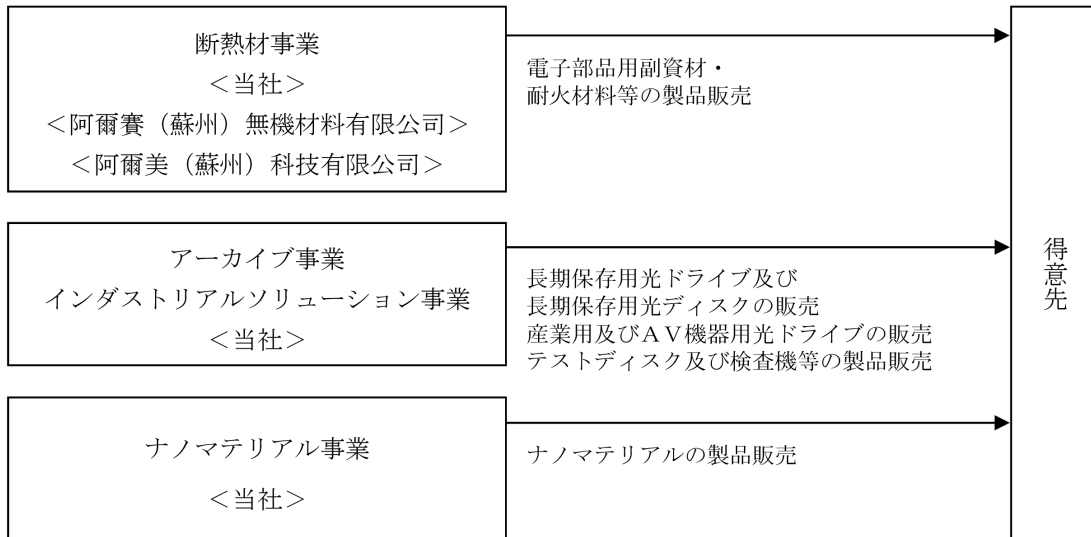 断熱材事業
＜当社＞
＜阿爾賽（蘇州）無機材料有限公司＞
＜阿爾美（蘇州）科技有限公司＞
電子部品用副資材・
耐火材料等の製品販売
アーカイブ事業
インダストリアルソリューション事業
＜当社＞
長期保存用光ドライブ及び
長期保存用光ディスクの販売
産業用及びＡＶ機器用光ドライブの販売
テストディスク及び検査機等の製品販売
ナノマテリアル事業
＜当社＞
ナノマテリアルの製品販売
得意先